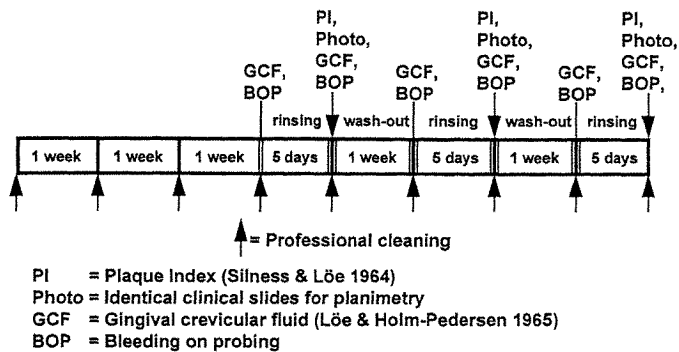 PI, PI, PI,
Photo, Photo, Photo,
GCF, GCF, GCF, GCF, GCF, GCF,
BOP BOP BOP BOP BOP BOP,
rinsing wash-out rinsing wash-out rinsing
1 week 1 week 1 week 5 days 1 week 5 days 1 week 5 days
= Professional cleaning
PI = Plaque Index (Silness & Löe 1964)
Photo = Identical clinical slides for planimetry
GCF = Gingival crevicular fluid (Löe & Holm-Pedersen 1965)
BOP = Bleeding on probing